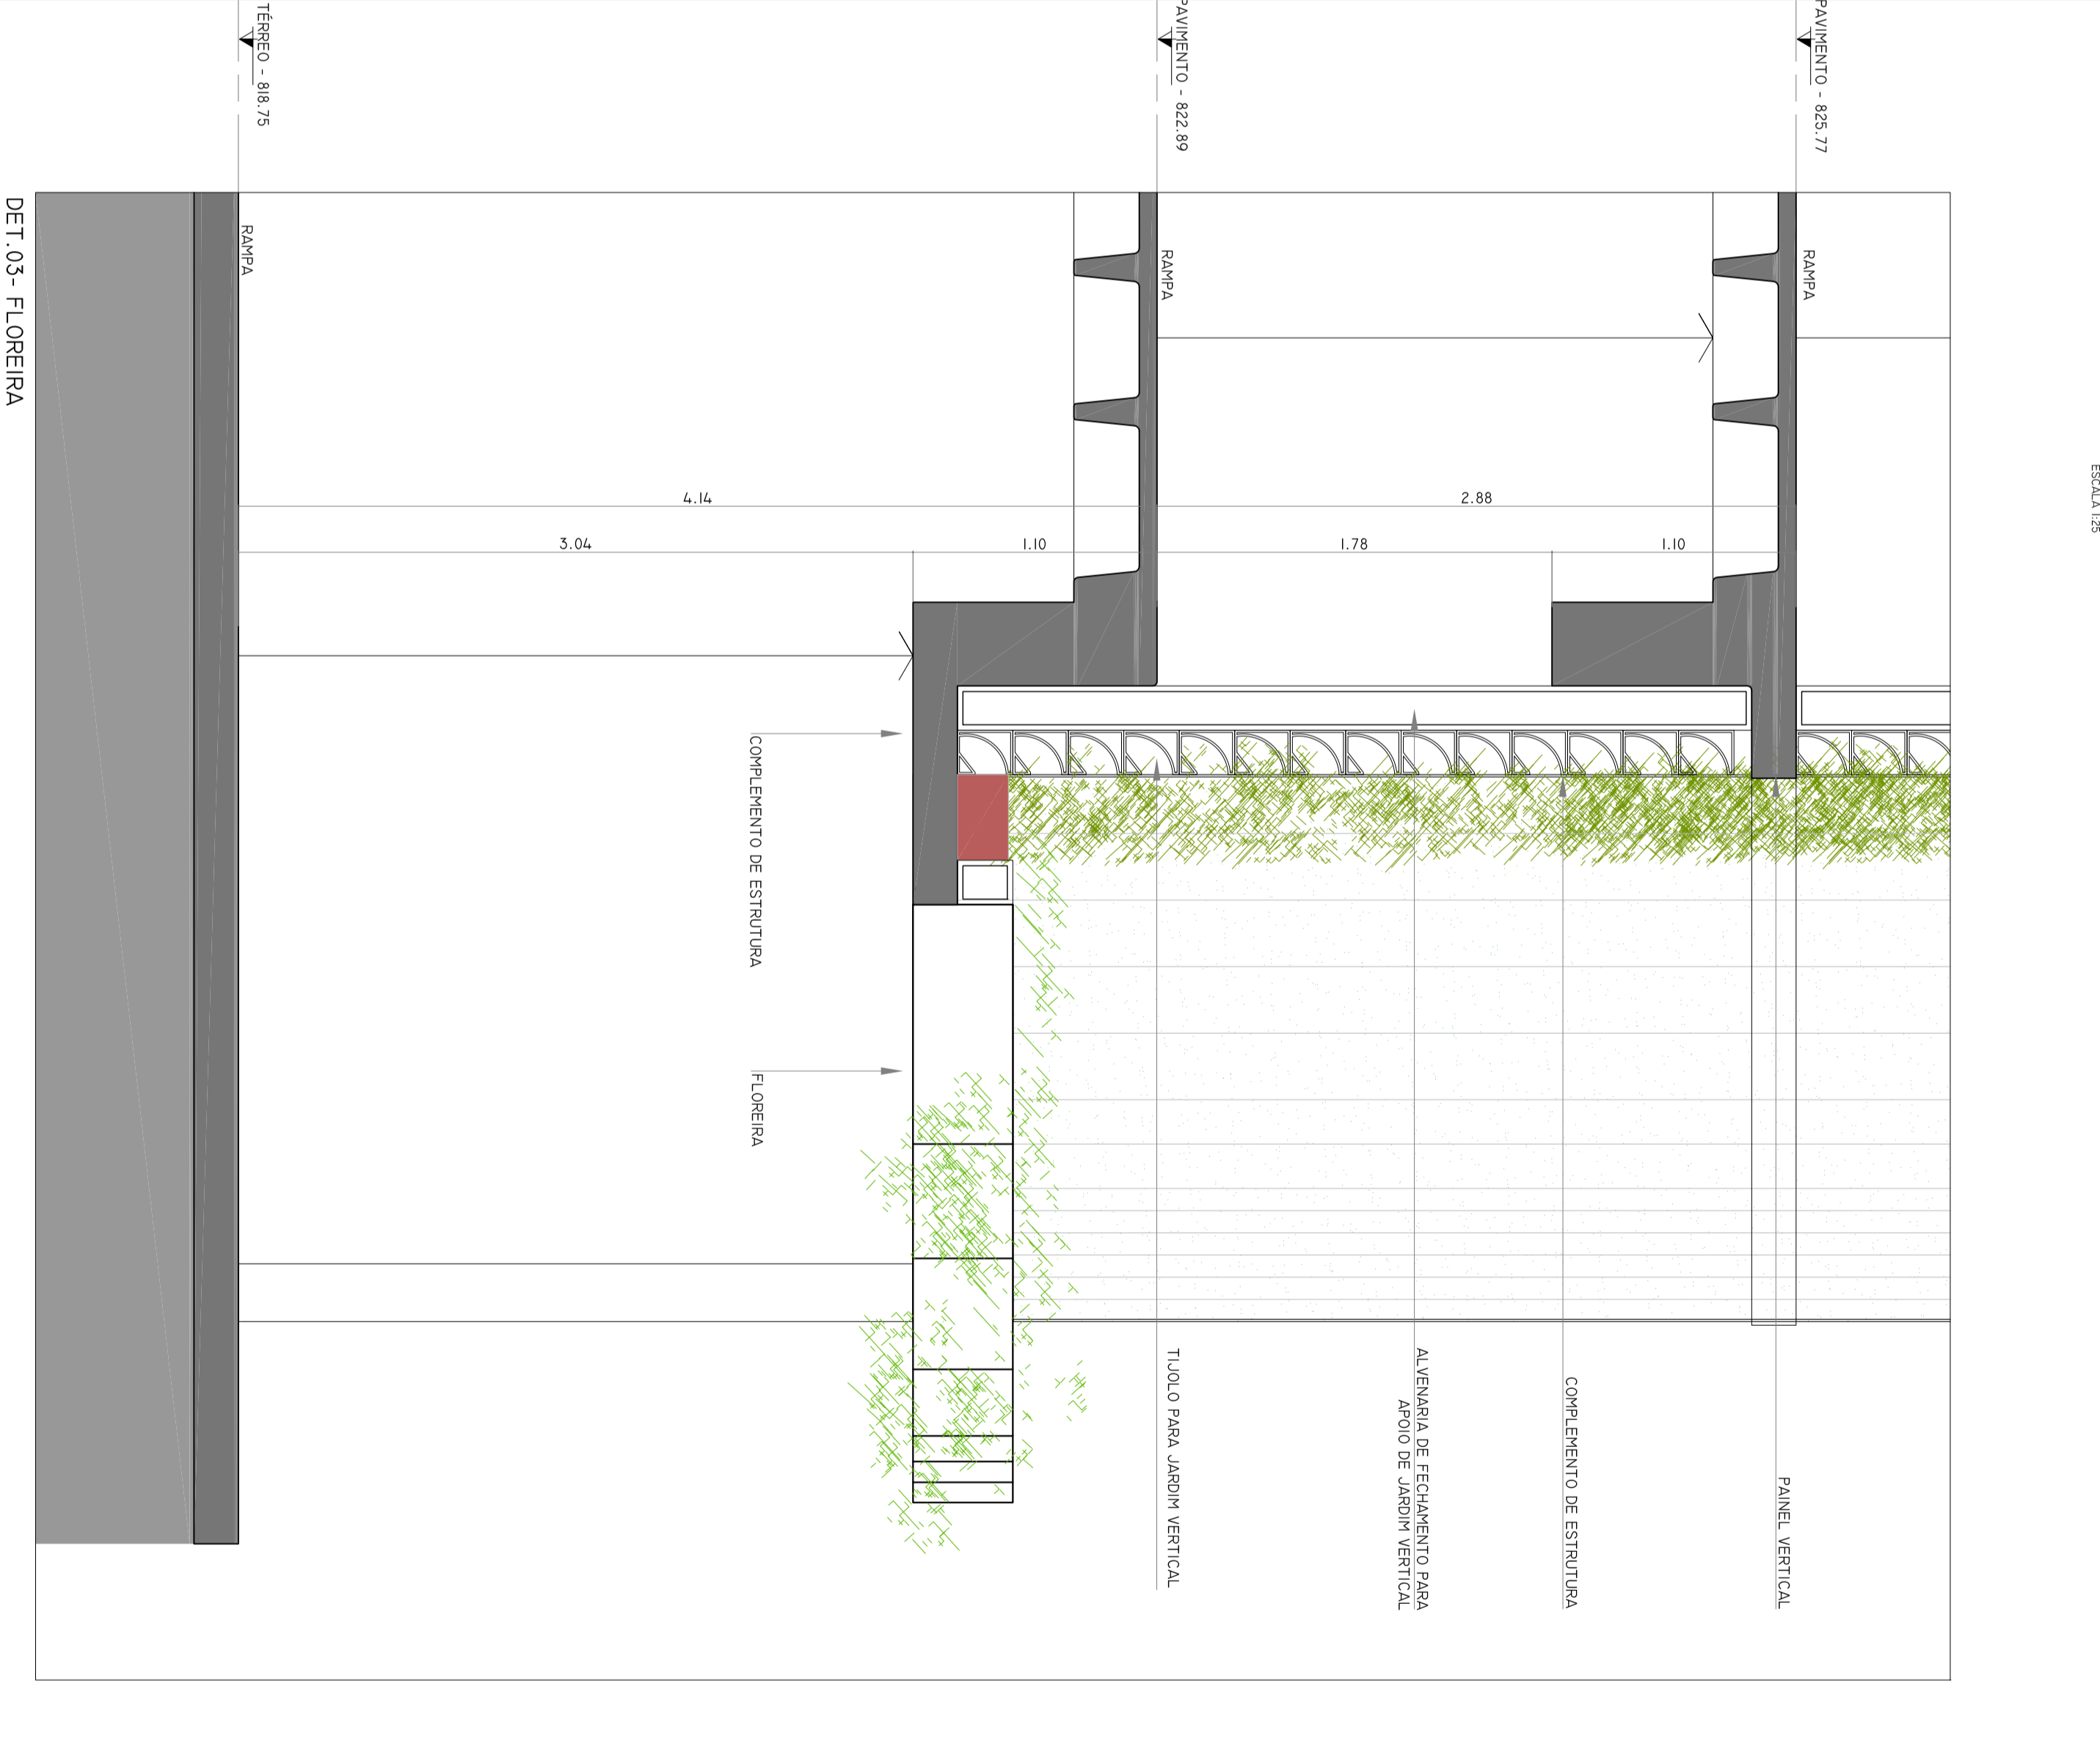 ESCALA 1:25
PAVIMENTO - 825.77
RAMPA
PAINEL VERTICAL
COMPLEMENTO DE ESTRUTURA
2.88
1.10
1.78
ALVENARIA DE FECHAMENTO PARA
APOIO DE JARDIM VERTICAL
PAVIMENTO - 822.89
RAMPA
TIJOLO PARA JARDIM VERTICAL
4.14
1.10
3.04
COMPLEMENTO DE ESTRUTURA
FLOREIRA
TÉRREO - 818.75
RAMPA
DET.03- FLOREIRA